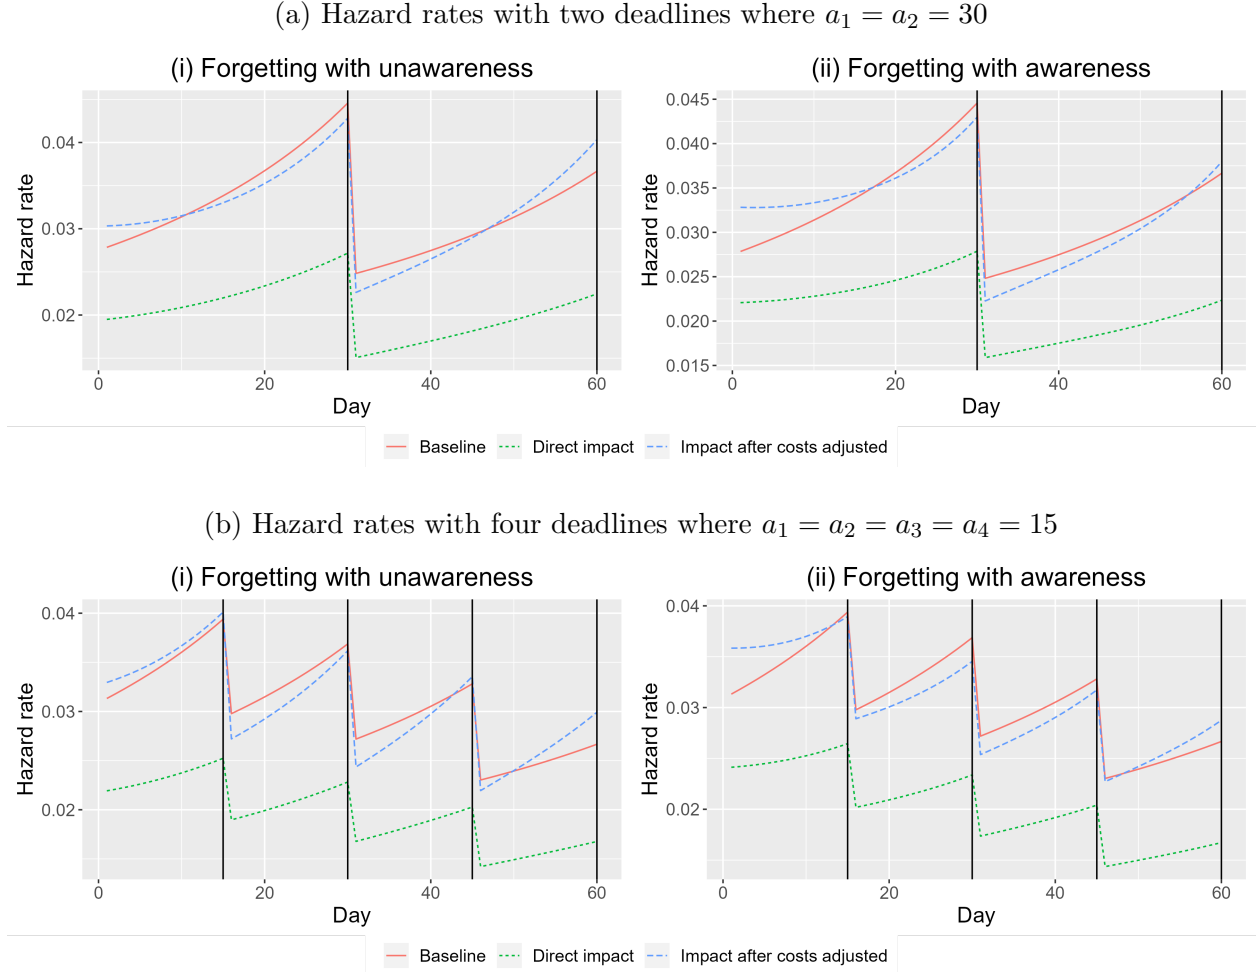 (a) Hazard rates with two deadlines where a₁ = a₂ = 30
(i) Forgetting with unawareness
Hazard rate
0.04
0.03
0.02
0 20 40 60
Day
(ii) Forgetting with awareness
Hazard rate
0.045
0.040
0.035
0.030
0.025
0.020
0.015
0 20 40 60
Day
Baseline Direct impact Impact after costs adjusted
(b) Hazard rates with four deadlines where a₁ = a₂ = a₃ = a₄ = 15
(i) Forgetting with unawareness
Hazard rate
0.04
0.03
0.02
0 20 40 60
Day
(ii) Forgetting with awareness
Hazard rate
0.04
0.03
0.02
0 20 40 60
Day
Baseline Direct impact Impact after costs adjusted